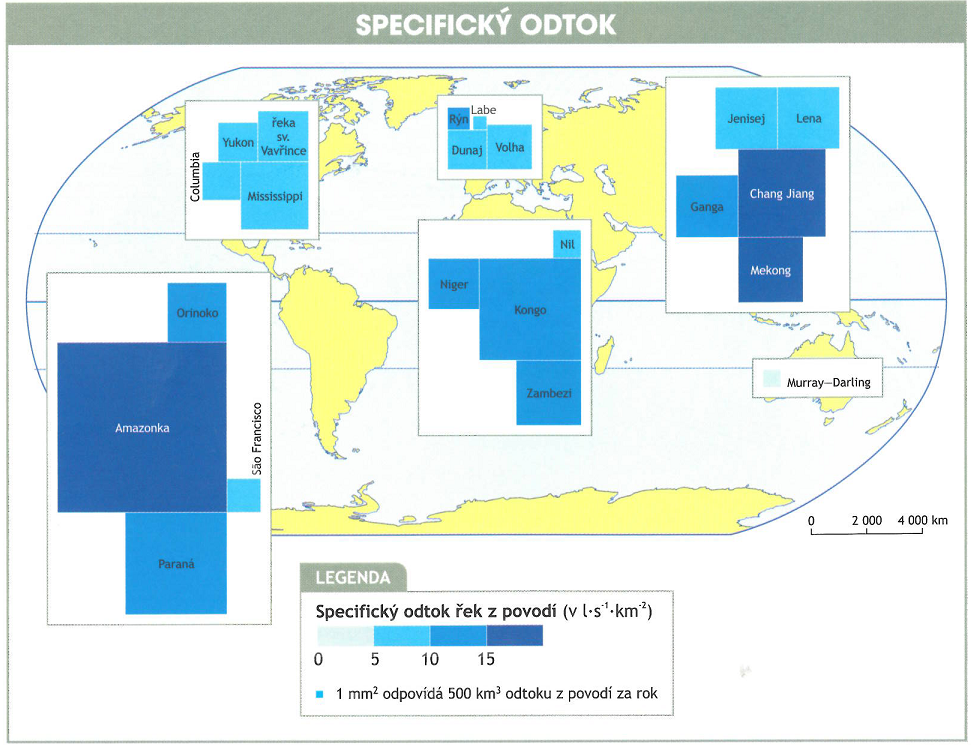 SPECIFICKÝ ODTOK
Yukon
řeka
sv.
Vavřince
Columbia
Mississippi
Labe
Rýn
Dunaj
Volha
Jenisej
Lena
Chang Jiang
Ganga
Mekong
Nil
Niger
Kongo
Zambezi
Orinoko
Amazonka
São Francisco
Paraná
Murray–Darling
0 2 000 4 000 km
LEGENDA
Specifický odtok řek z povodí (v l·s⁻¹·km⁻²)
0 5 10 15
1 mm² odpovídá 500 km³ odtoku z povodí za rok